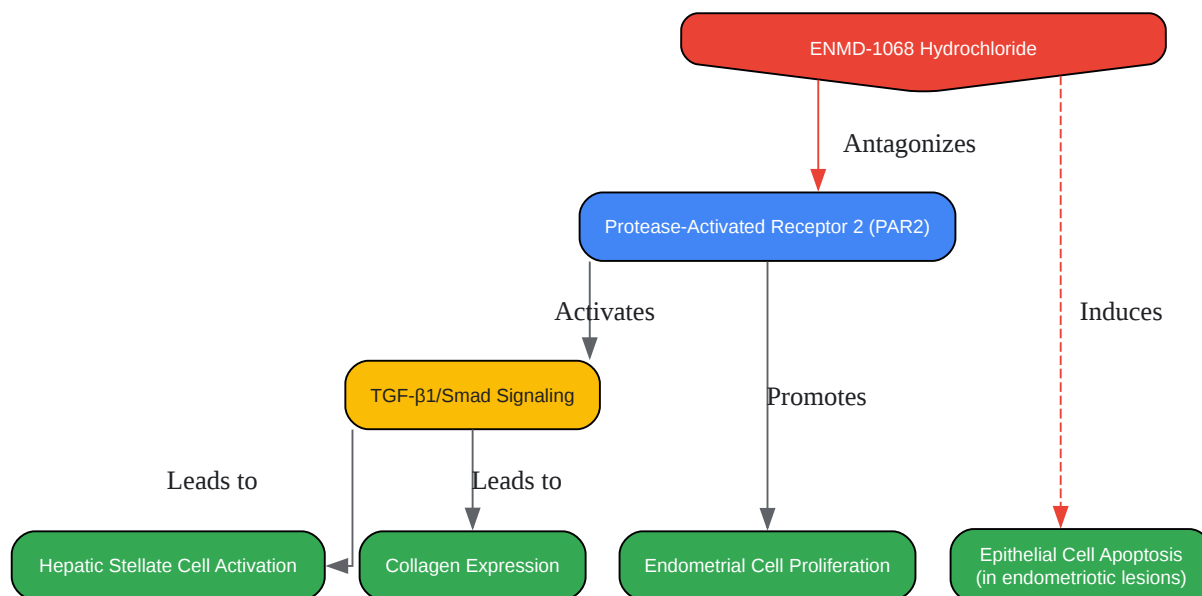 ENMD-1068 Hydrochloride
Antagonizes
Protease-Activated Receptor 2 (PAR2)
Activates
Induces
TGF-β1/Smad Signaling
Promotes
Leads to
Leads to
Hepatic Stellate Cell Activation
Collagen Expression
Endometrial Cell Proliferation
Epithelial Cell Apoptosis
(in endometriotic lesions)